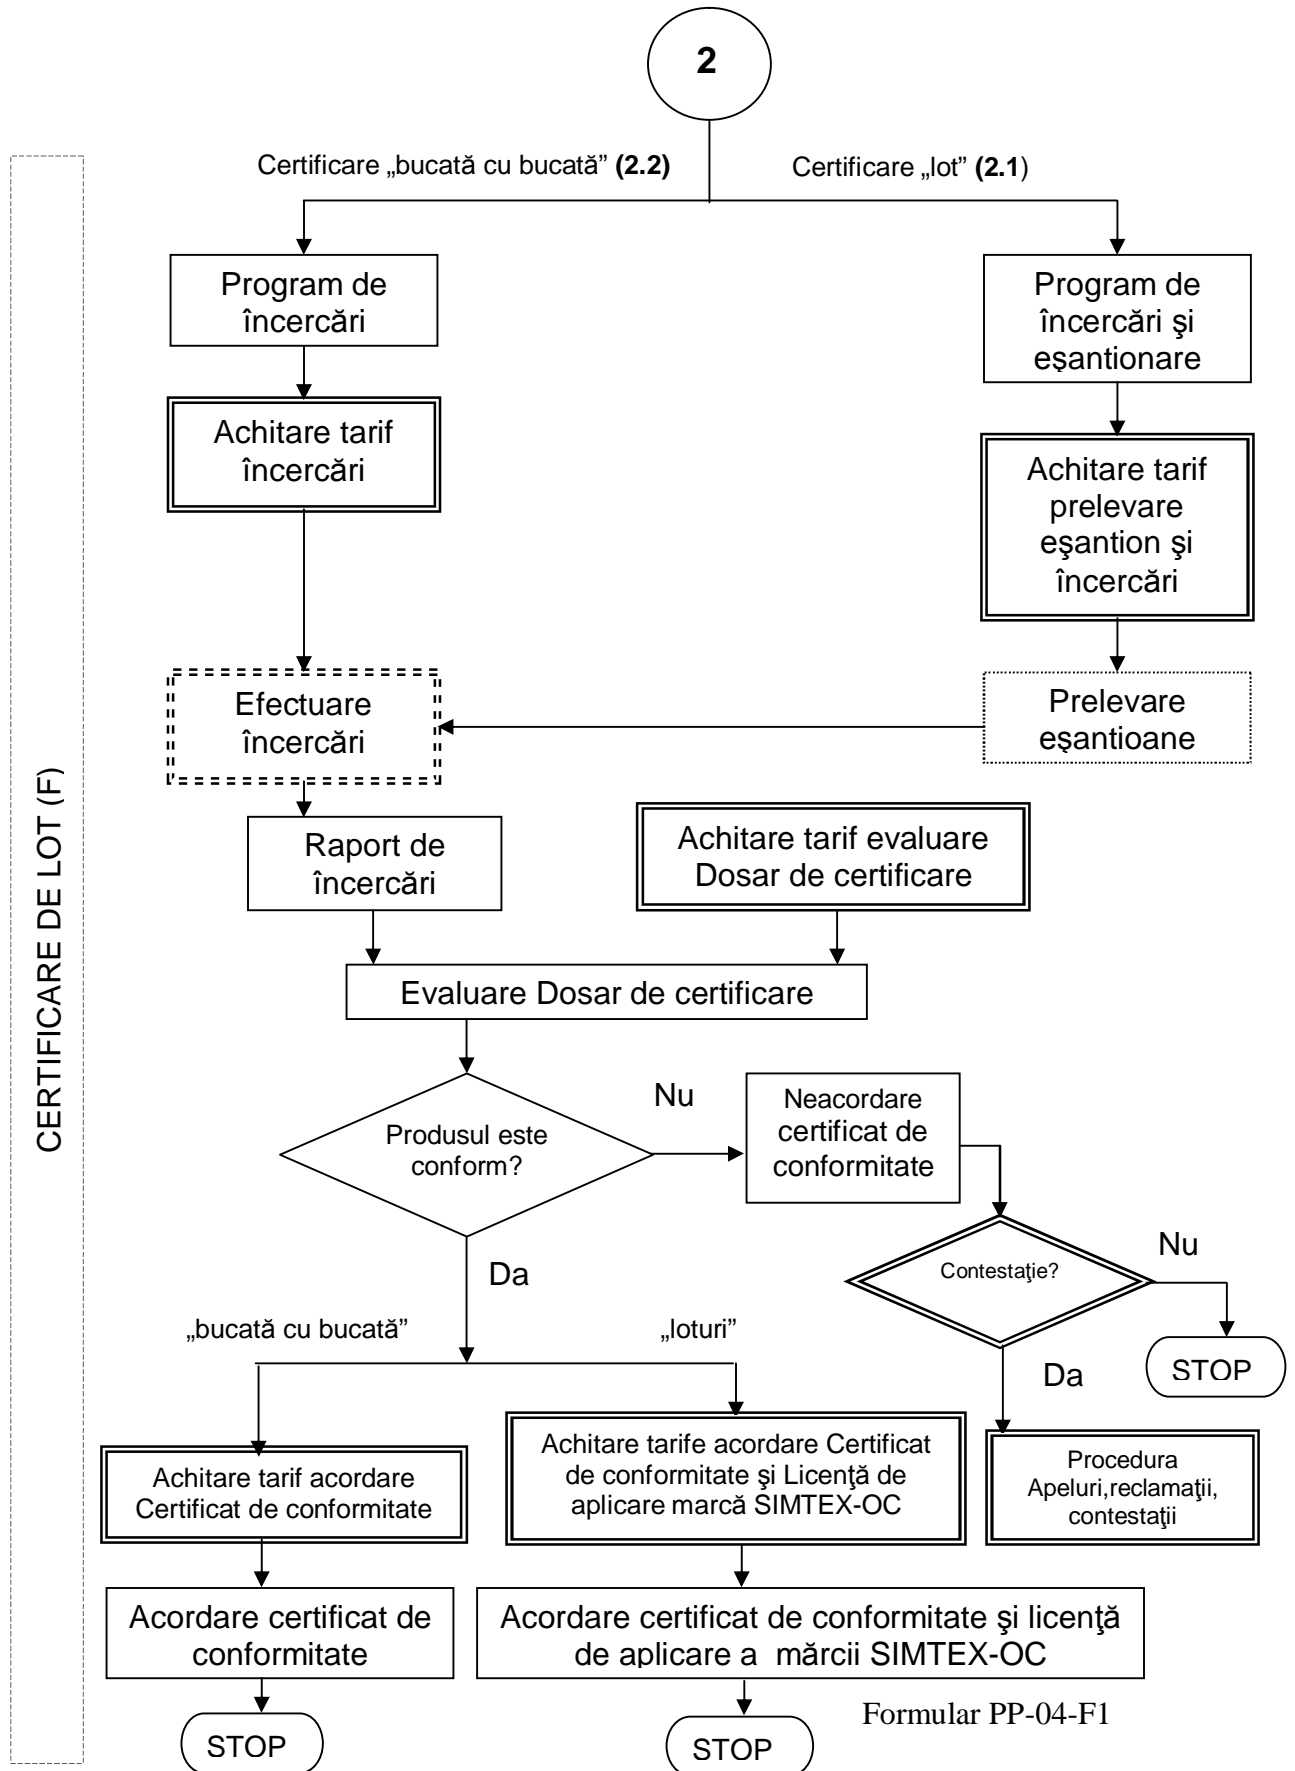 2
Certificare „bucată cu bucată” (2.2)
Certificare „lot” (2.1)
Program de
încercări
Program de
încercări şi
eşantionare
Achitare tarif
încercări
Achitare tarif
prelevare
eşantion şi
încercări
Efectuare
încercări
Prelevare
eşantioane
Raport de
încercări
Achitare tarif evaluare
Dosar de certificare
Evaluare Dosar de certificare
Produsul este
conform?
Nu
Neacordare
certificat de
conformitate
Contestaţie?
Nu
STOP
Da
Procedura
Apeluri,reclamaţii,
contestaţii
Da
„bucată cu bucată”
„loturi”
Achitare tarif acordare
Certificat de conformitate
Achitare tarife acordare Certificat
de conformitate şi Licenţă de
aplicare marcă SIMTEX-OC
Acordare certificat de
conformitate
Acordare certificat de conformitate şi licenţă
de aplicare a mărcii SIMTEX-OC
STOP
STOP
Formular PP-04-F1
CERTIFICARE DE LOT (F)